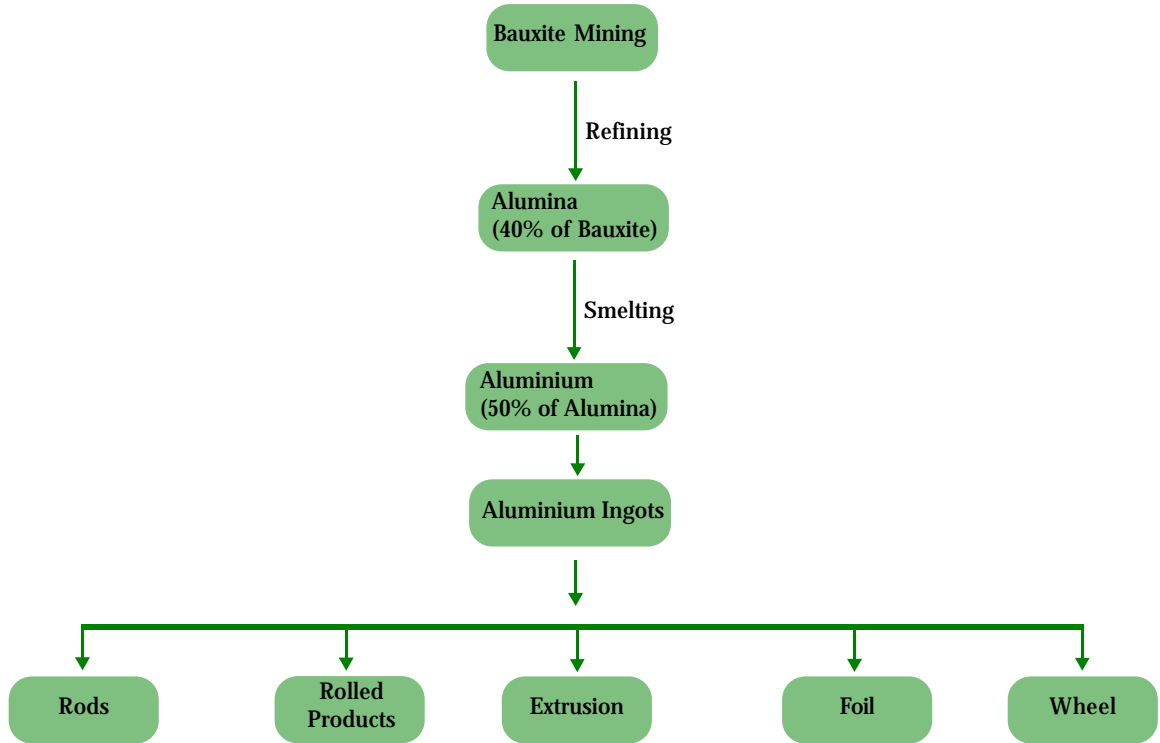 Bauxite Mining
Refining
Alumina
(40% of Bauxite)
Smelting
Aluminium
(50% of Alumina)
Aluminium Ingots
Rods
Rolled
Products
Extrusion
Foil
Wheel